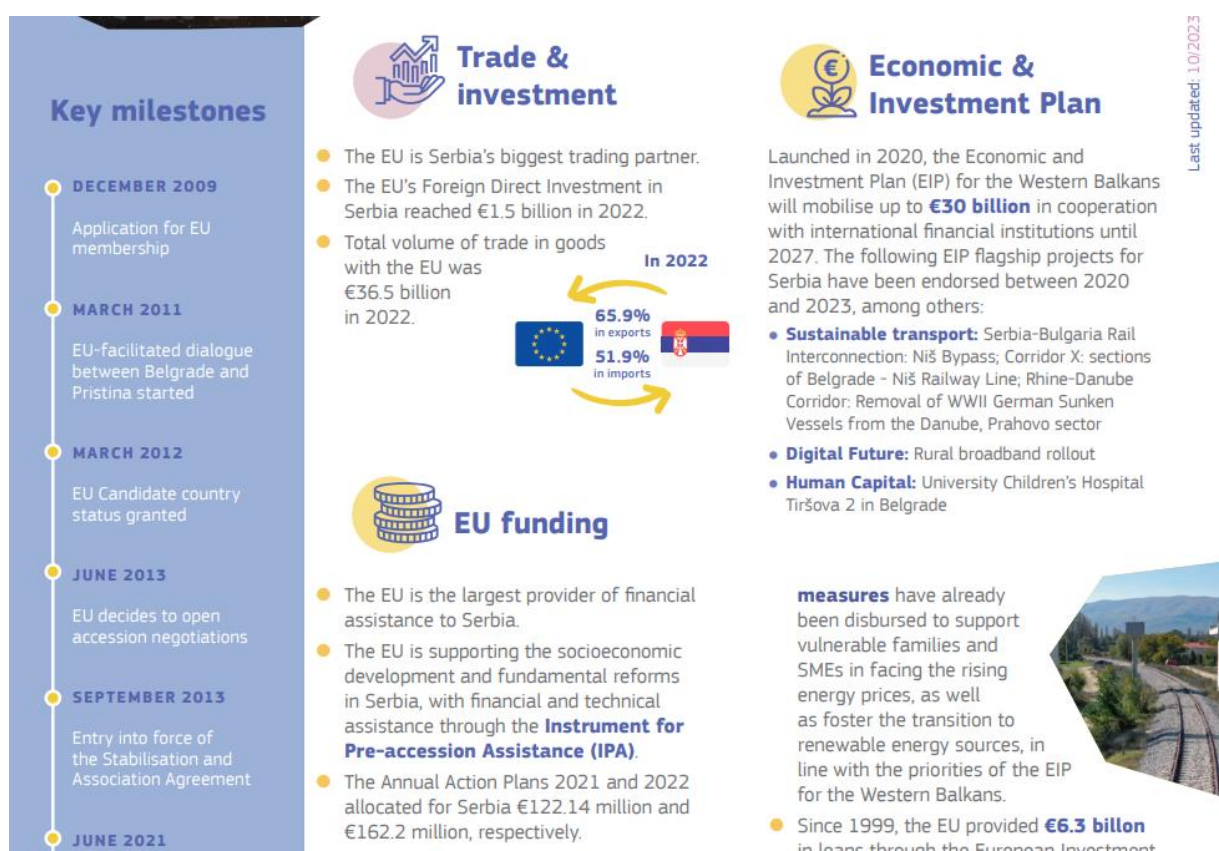 Key milestones
DECEMBER 2009
Application for EU
membership
MARCH 2011
EU-facilitated dialogue
between Belgrade and
Pristina started
MARCH 2012
EU Candidate country
status granted
JUNE 2013
EU decides to open
accession negotiations
SEPTEMBER 2013
Entry into force of
the Stabilisation and
Association Agreement
JUNE 2021
Trade &
investment
The EU is Serbia's biggest trading partner.
The EU's Foreign Direct Investment in
Serbia reached €1.5 billion in 2022.
Total volume of trade in goods
with the EU was
€36.5 billion
in 2022.
In 2022
65.9%
in exports
51.9%
in imports
EU funding
The EU is the largest provider of financial
assistance to Serbia.
The EU is supporting the socioeconomic
development and fundamental reforms
in Serbia, with financial and technical
assistance through the Instrument for
Pre-accession Assistance (IPA).
The Annual Action Plans 2021 and 2022
allocated for Serbia €122.14 million and
€162.2 million, respectively.
€
Economic &
Investment Plan
Launched in 2020, the Economic and
Investment Plan (EIP) for the Western Balkans
will mobilise up to €30 billion in cooperation
with international financial institutions until
2027. The following EIP flagship projects for
Serbia have been endorsed between 2020
and 2023, among others:
• Sustainable transport: Serbia-Bulgaria Rail
Interconnection: Niš Bypass; Corridor X: sections
of Belgrade - Niš Railway Line; Rhine-Danube
Corridor: Removal of WWII German Sunken
Vessels from the Danube, Prahovo sector
• Digital Future: Rural broadband rollout
• Human Capital: University Children's Hospital
Tiršova 2 in Belgrade
measures have already
been disbursed to support
vulnerable families and
SMEs in facing the rising
energy prices, as well
as foster the transition to
renewable energy sources, in
line with the priorities of the EIP
for the Western Balkans.
Since 1999, the EU provided €6.3 billon
in loans through the European Investment
Last updated: 10/2023